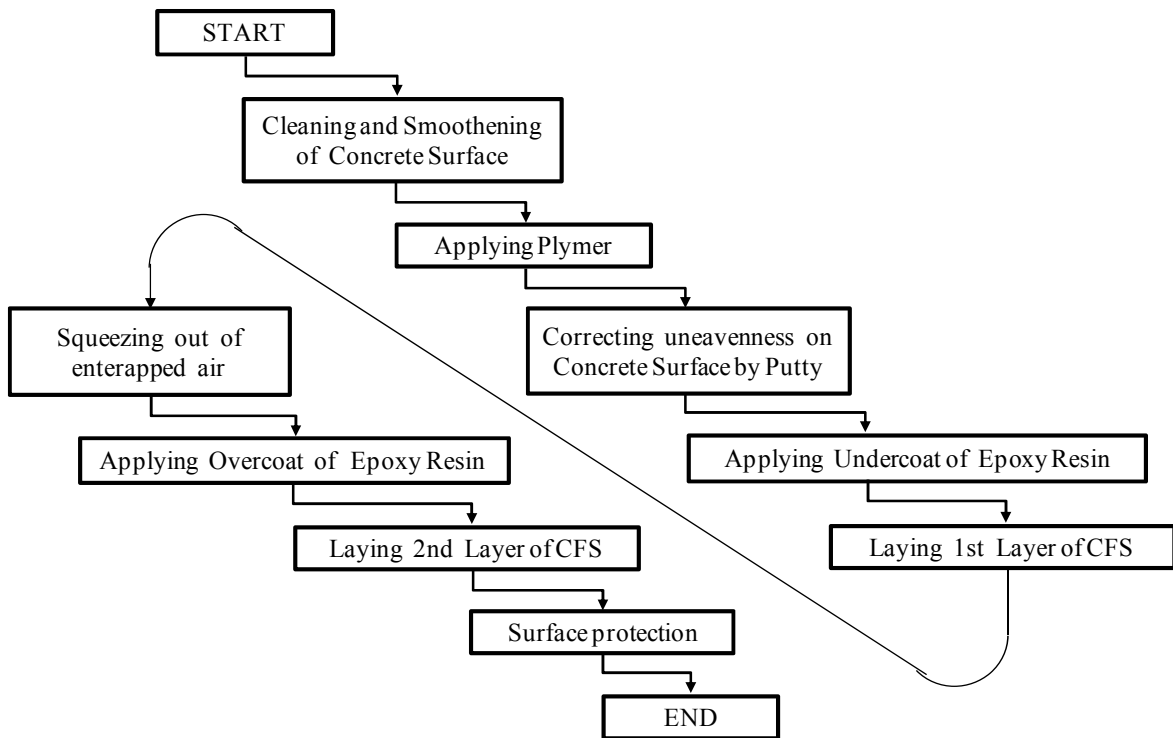 START
Cleaning and Smoothening
of Concrete Surface
Applying Plymer
Correcting uneavenness on
Concrete Surface by Putty
Applying Undercoat of Epoxy Resin
Laying 1st Layer of CFS
Squeezing out of
enterapped air
Applying Overcoat of Epoxy Resin
Laying 2nd Layer of CFS
Surface protection
END